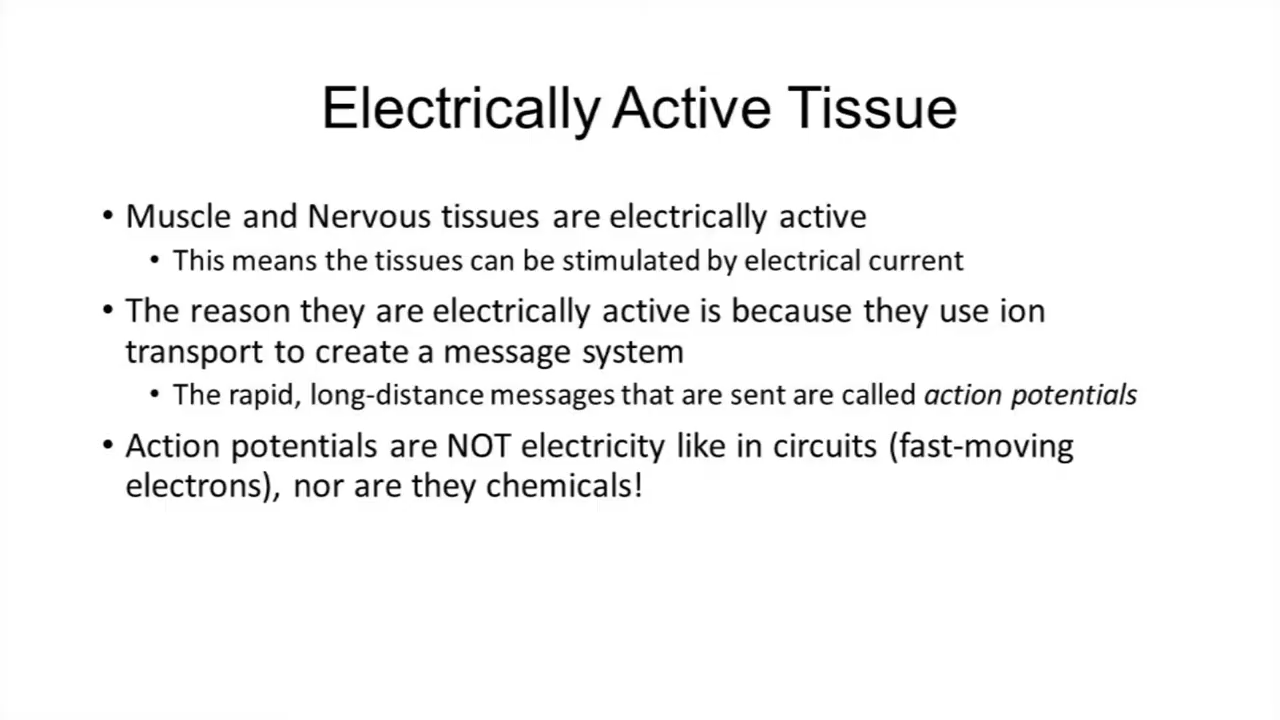 Electrically Active Tissue
• Muscle and Nervous tissues are electrically active
• This means the tissues can be stimulated by electrical current
• The reason they are electrically active is because they use ion
transport to create a message system
• The rapid, long-distance messages that are sent are called action potentials
• Action potentials are NOT electricity like in circuits (fast-moving
electrons), nor are they chemicals!